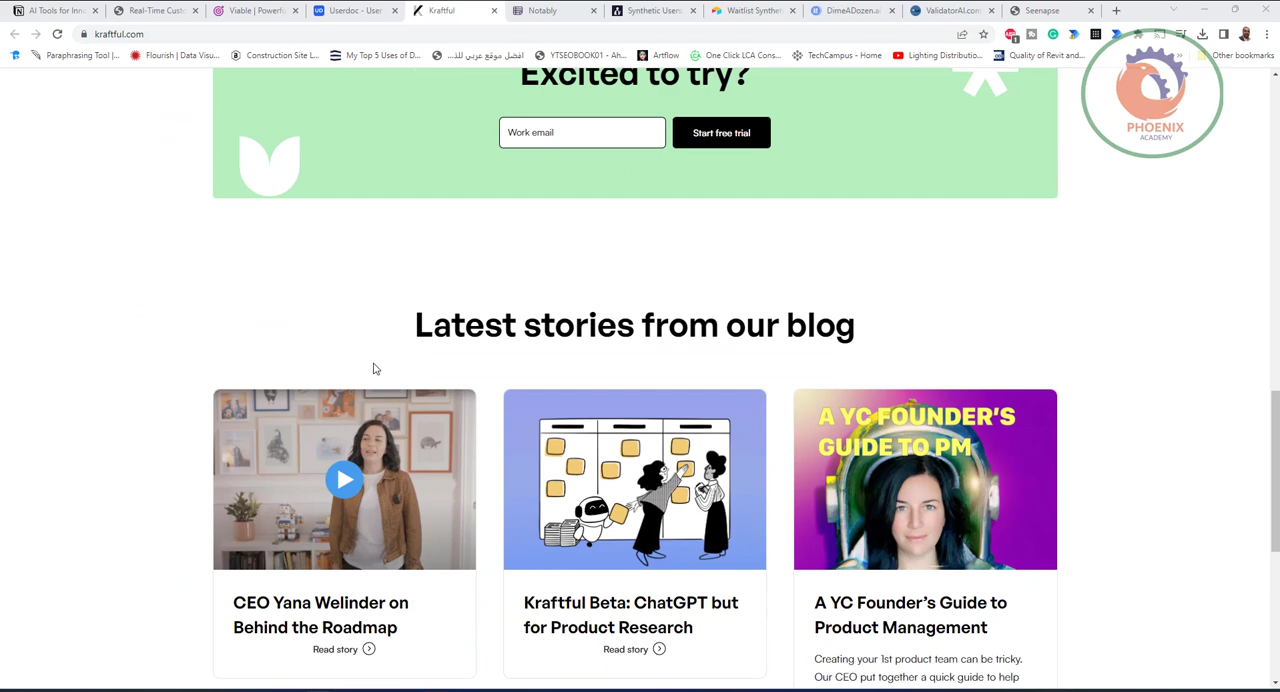 AI Tools for Inno
Real-Time Custo
Viable | Powerfu
Userdoc - User
Kraftful
Notably
Synthetic Users
Waitlist Synthet
DimeADozen.ai
ValidatorAI.com
Seenapse
kraftful.com
Paraphrasing Tool |...
Flourish | Data Visu...
Construction Site L...
My Top 5 Uses of D...
افضل موقع عربي للتد...
YTSEOBOOK01 - Ah...
Artflow
One Click LCA Cons...
TechCampus - Home
Lighting Distributio...
Quality of Revit and...
Other bookmarks
PHOENIX
ACADEMY
Excited to try?
Work email
Start free trial
Latest stories from our blog
A YC FOUNDER'S
GUIDE TO PM
CEO Yana Welinder on
Behind the Roadmap
Read story
Kraftful Beta: ChatGPT but
for Product Research
Read story
A YC Founder's Guide to
Product Management
Creating your 1st product team can be tricky.
Our CEO put together a quick guide to help